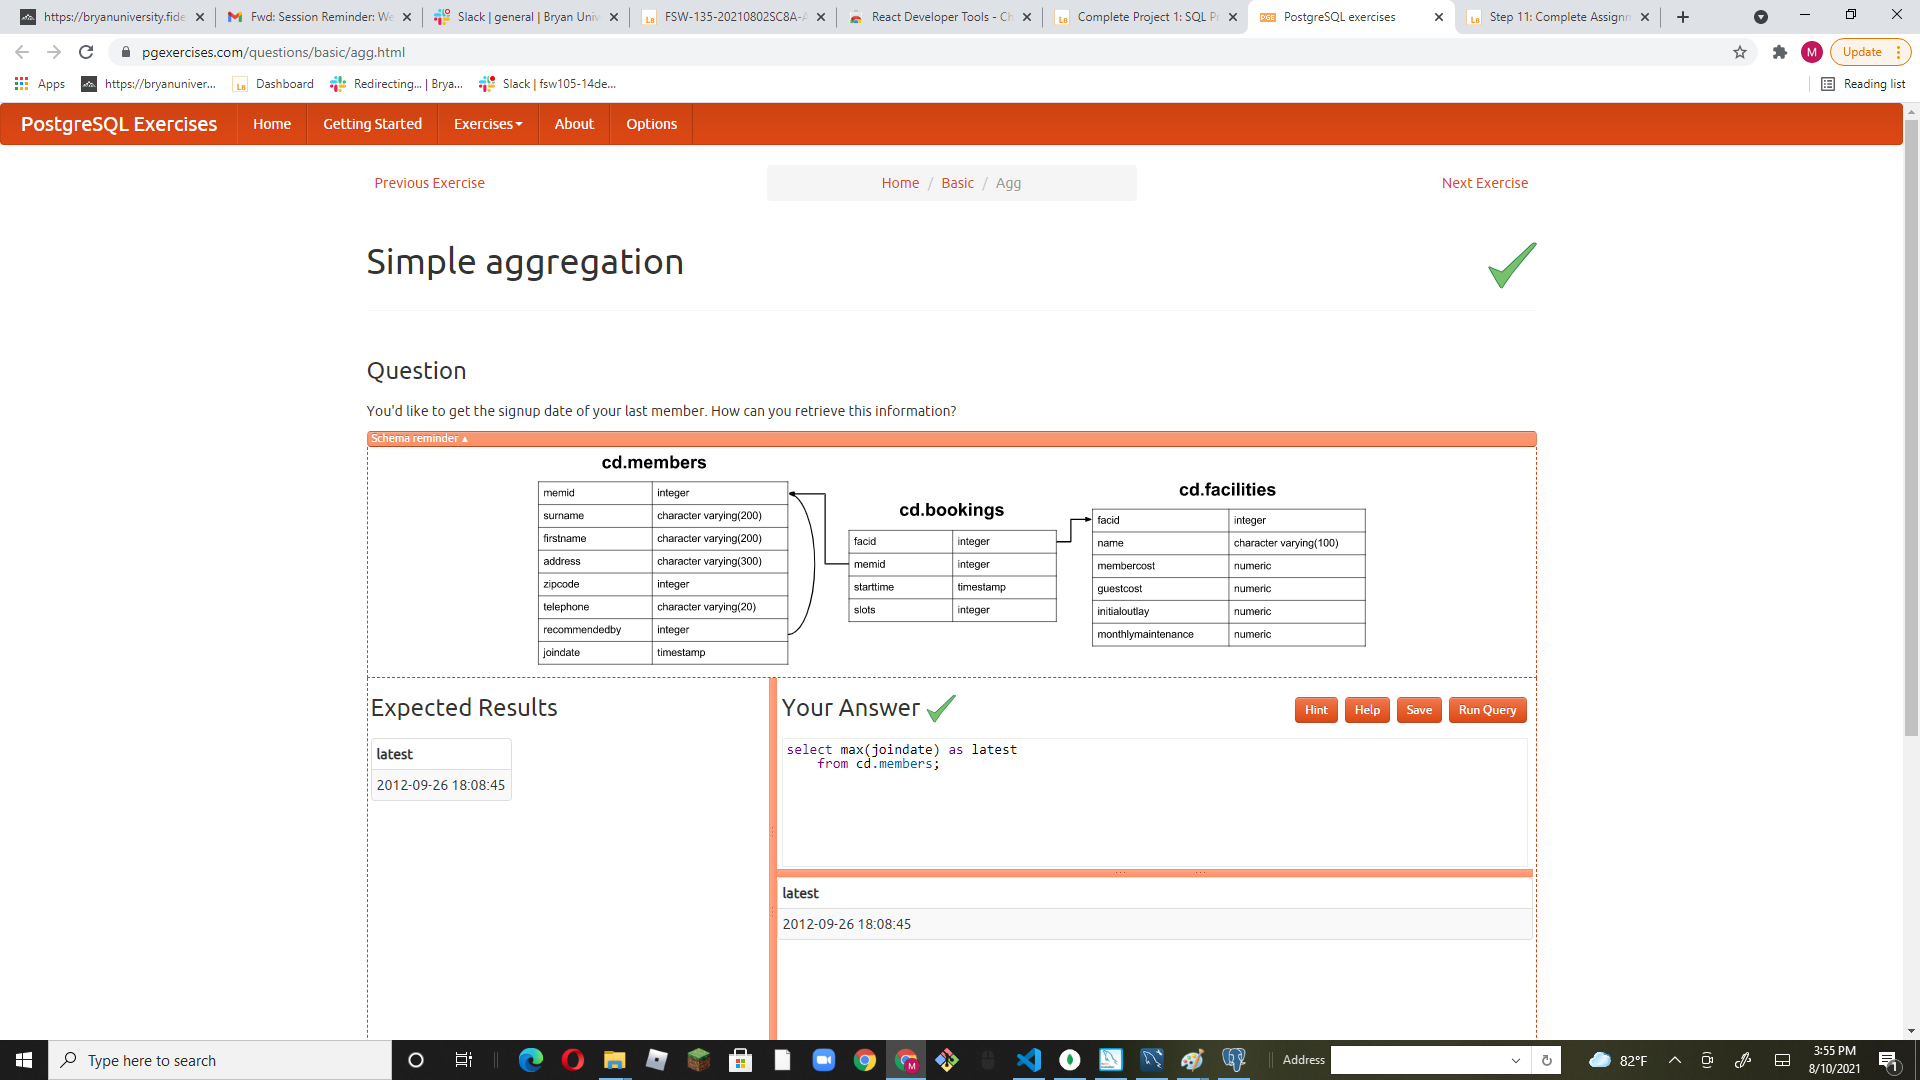 https://bryanuniversity.fide
Fwd: Session Reminder: We
Slack | general | Bryan Univ
FSW-135-20210802SC8A-A
React Developer Tools - Ch
Complete Project 1: SQL Pr
PostgreSQL exercises
Step 11: Complete Assignm
pgexercises.com/questions/basic/agg.html
M
Update
Apps
https://bryanuniver...
Dashboard
Redirecting... | Brya...
Slack | fsw105-14de...
Reading list
PostgreSQL Exercises
Home
Getting Started
Exercises
About
Options
Previous Exercise
Home / Basic / Agg
Next Exercise
Simple aggregation
Question
You'd like to get the signup date of your last member. How can you retrieve this information?
Schema reminder ▲
cd.members
memid integer
surname character varying(200)
firstname character varying(200)
address character varying(300)
zipcode integer
telephone character varying(20)
recommendedby integer
joindate timestamp
cd.bookings
facid integer
memid integer
starttime timestamp
slots integer
cd.facilities
facid integer
name character varying(100)
membercost numeric
guestcost numeric
initialoutlay numeric
monthlymaintenance numeric
Expected Results
latest
2012-09-26 18:08:45
Your Answer
Hint
Help
Save
Run Query
select max(joindate) as latest
from cd.members;
latest
2012-09-26 18:08:45
Type here to search
Address
82°F
3:55 PM
8/10/2021
1